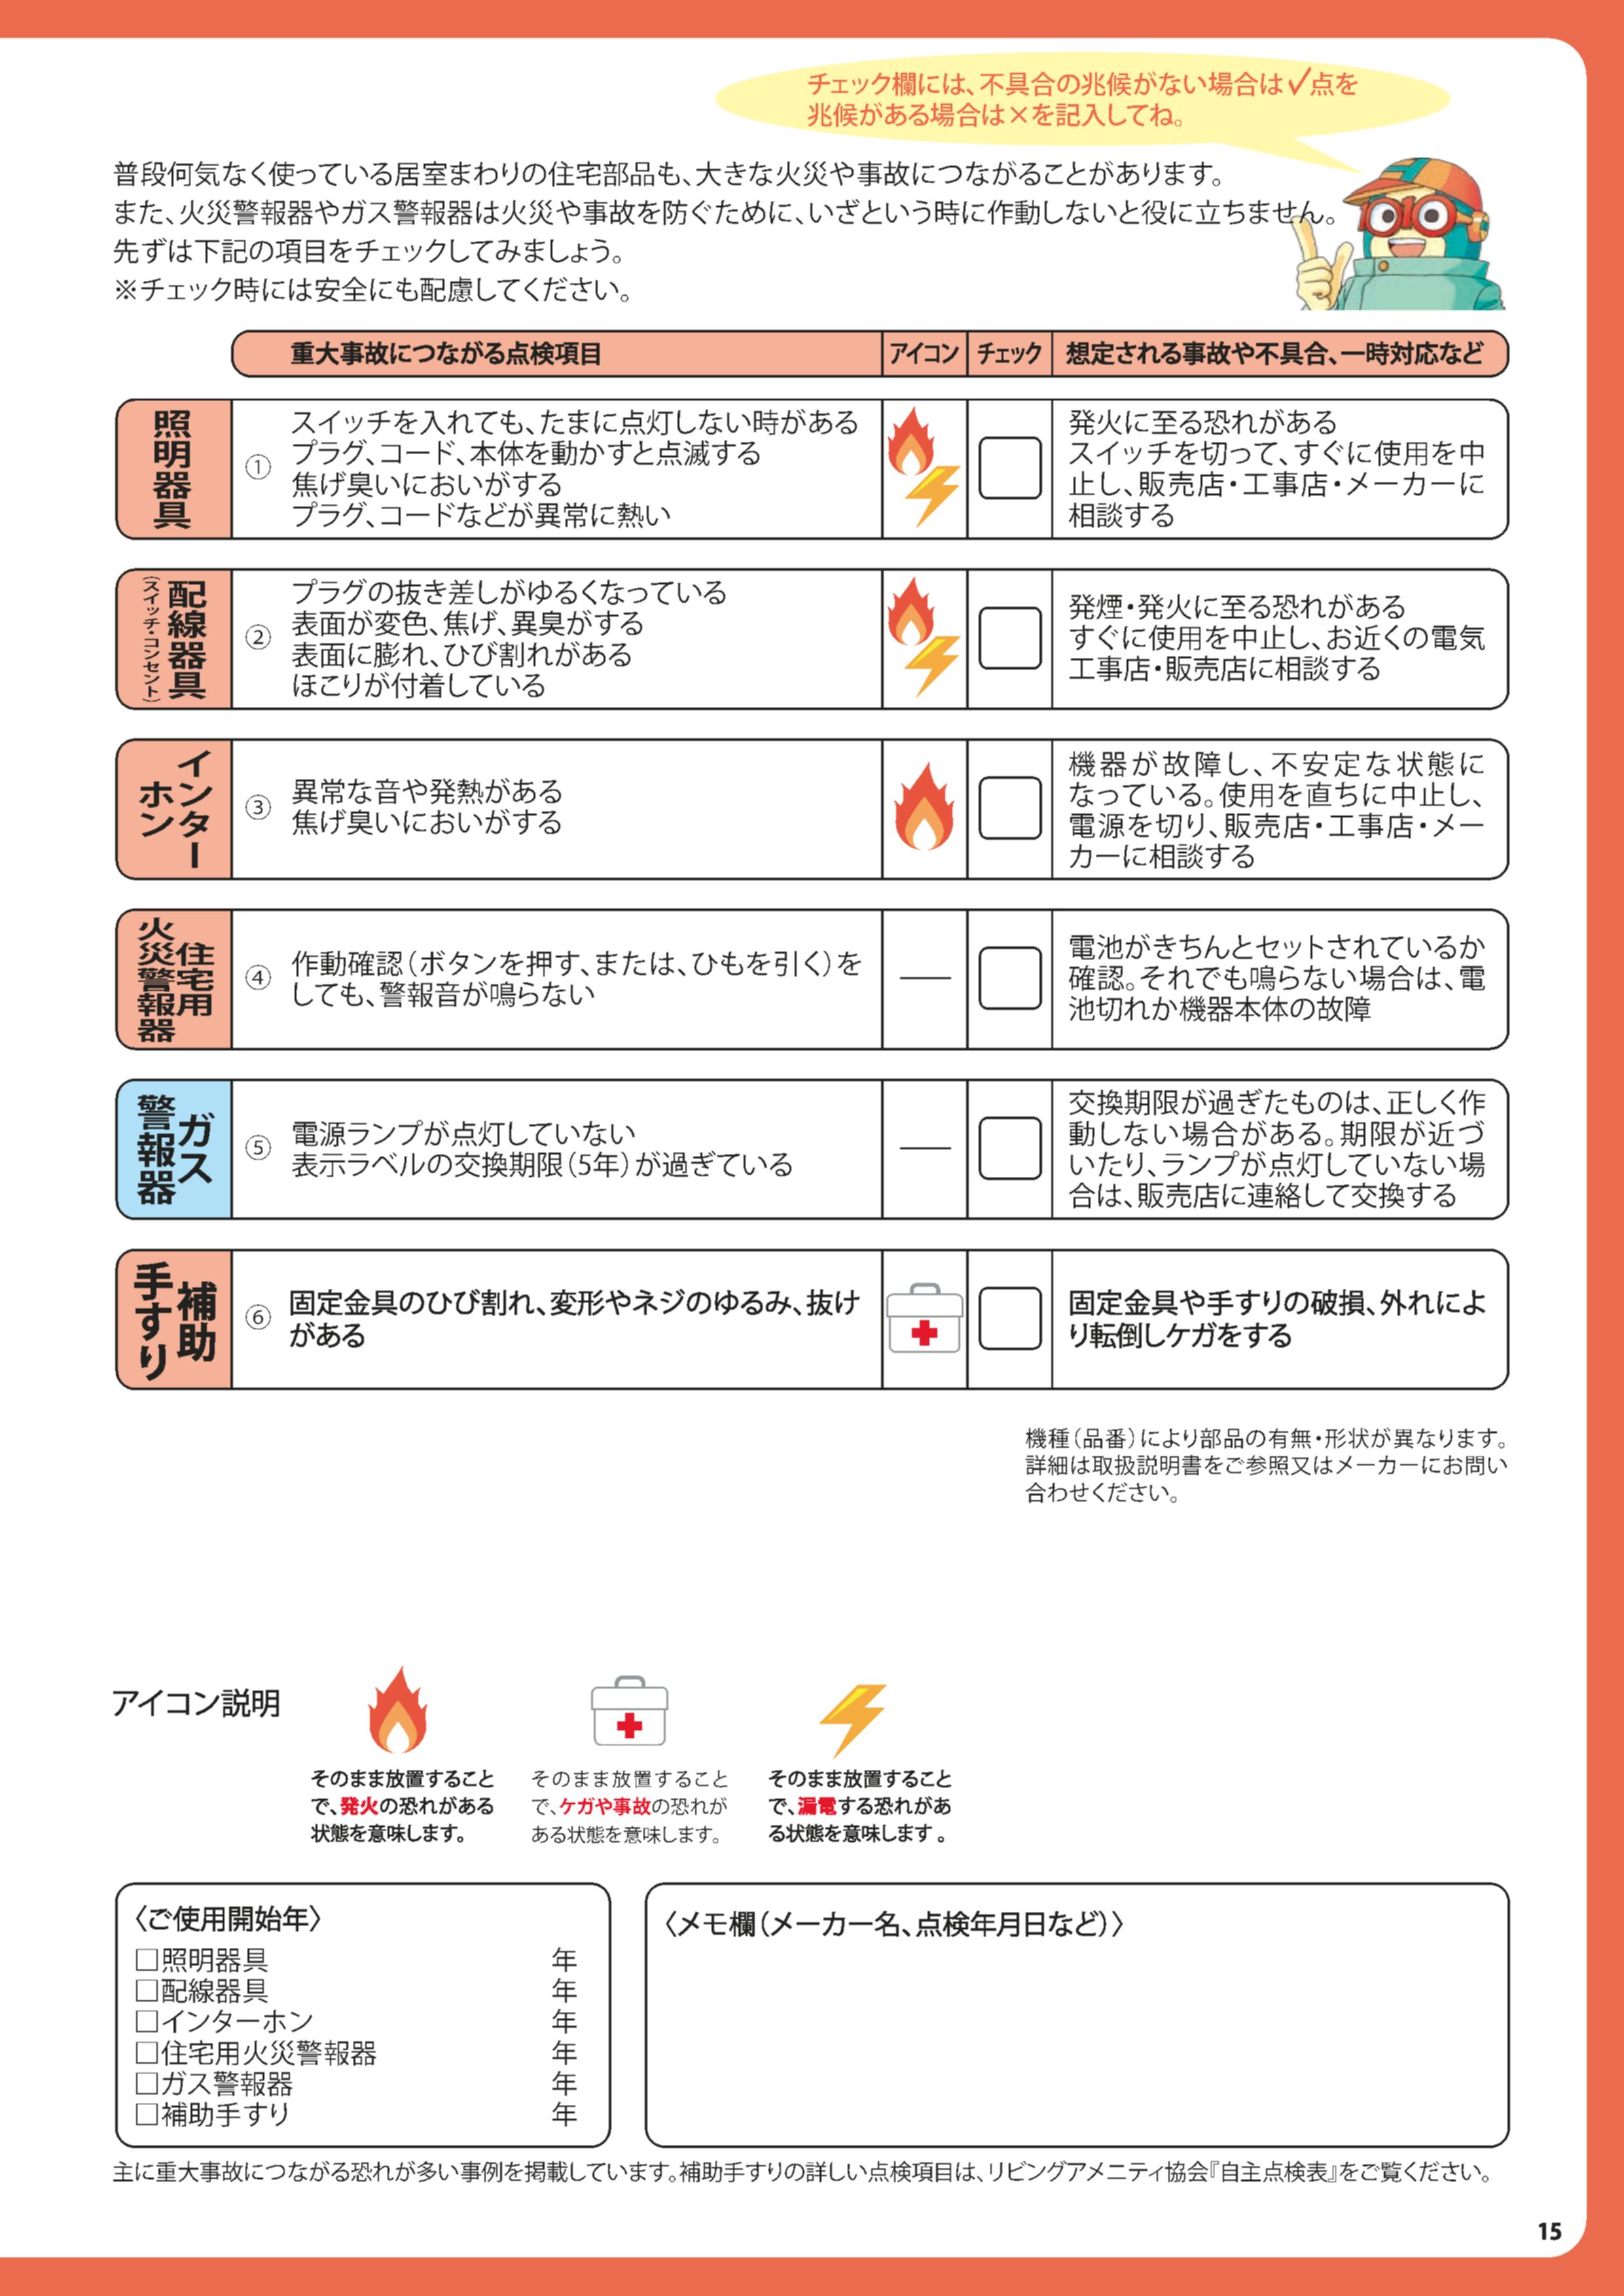 チェック欄には、不具合の兆候がない場合は✓点を
兆候がある場合は×を記入してね。
普段何気なく使っている居室まわりの住宅部品も、大きな火災や事故につながることがあります。
また、火災警報器やガス警報器は火災や事故を防ぐために、いざという時に作動しないと役に立ちません。
先ずは下記の項目をチェックしてみましょう。
※チェック時には安全にも配慮してください。
重大事故につながる点検項目 アイコン チェック 想定される事故や不具合、一時対応など
照明器具
①
スイッチを入れても、たまに点灯しない時がある
プラグ、コード、本体を動かすと点滅する
焦げ臭いにおいがする
プラグ、コードなどが異常に熱い
発火に至る恐れがある
スイッチを切って、すぐに使用を中
止し、販売店・工事店・メーカーに
相談する
配線器具
(スイッチ・コンセント)
②
プラグの抜き差しがゆるくなっている
表面が変色、焦げ、異臭がする
表面に膨れ、ひび割れがある
ほこりが付着している
発煙・発火に至る恐れがある
すぐに使用を中止し、お近くの電気
工事店・販売店に相談する
インター
ホン
③
異常な音や発熱がある
焦げ臭いにおいがする
機器が故障し、不安定な状態に
なっている。使用を直ちに中止し、
電源を切り、販売店・工事店・メー
カーに相談する
住宅用
火災警報器
④
作動確認（ボタンを押す、または、ひもを引く）を
しても、警報音が鳴らない
―
電池がきちんとセットされているか
確認。それでも鳴らない場合は、電
池切れか機器本体の故障
ガス
警報器
⑤
電源ランプが点灯していない
表示ラベルの交換期限（5年）が過ぎている
―
交換期限が過ぎたものは、正しく作
動しない場合がある。期限が近づ
いたり、ランプが点灯していない場
合は、販売店に連絡して交換する
補助
手すり
⑥
固定金具のひび割れ、変形やネジのゆるみ、抜け
がある
固定金具や手すりの破損、外れによ
り転倒しケガをする
機種（品番）により部品の有無・形状が異なります。
詳細は取扱説明書をご参照又はメーカーにお問い
合わせください。
アイコン説明
そのまま放置すること
で、発火の恐れがある
状態を意味します。
そのまま放置すること
で、ケガや事故の恐れが
ある状態を意味します。
そのまま放置すること
で、漏電する恐れがあ
る状態を意味します。
〈ご使用開始年〉
□照明器具 年
□配線器具 年
□インターホン 年
□住宅用火災警報器 年
□ガス警報器 年
□補助手すり 年
〈メモ欄（メーカー名、点検年月日など）〉
主に重大事故につながる恐れが多い事例を掲載しています。補助手すりの詳しい点検項目は、リビングアメニティ協会『自主点検表』をご覧ください。
15